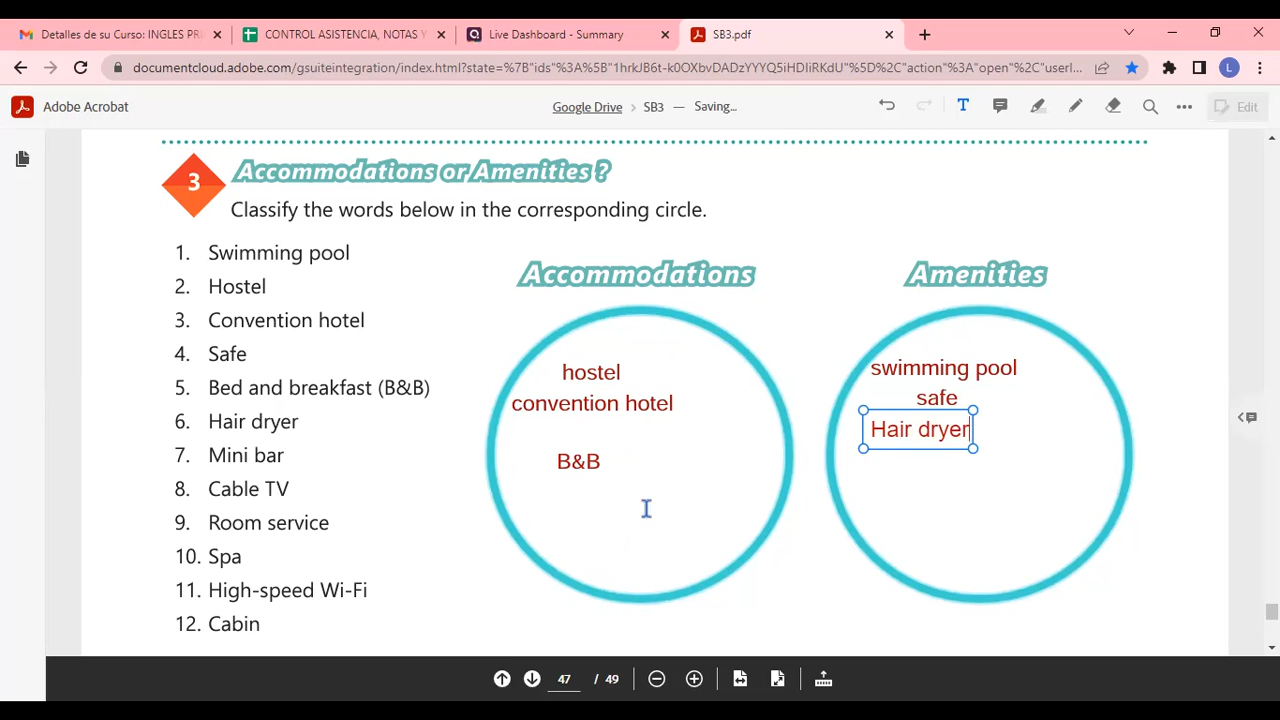 Detalles de su Curso: INGLES PRI
CONTROL ASISTENCIA, NOTAS Y
Live Dashboard - Summary
SB3.pdf
documentcloud.adobe.com/gsuiteintegration/index.html?state=%7B"ids"%3A%5B"1hrkJB6t-k0OXbvDADzYYYQ5iHDIiRKdU"%5D%2C"action"%3A"open"%2C"userI...
L
Adobe Acrobat
Google Drive > SB3 — Saving...
T
Edit
3
Accommodations or Amenities ?
Classify the words below in the corresponding circle.
1. Swimming pool
2. Hostel
3. Convention hotel
4. Safe
5. Bed and breakfast (B&B)
6. Hair dryer
7. Mini bar
8. Cable TV
9. Room service
10. Spa
11. High-speed Wi-Fi
12. Cabin
Accommodations
hostel
convention hotel
B&B
Amenities
swimming pool
safe
Hair dryer
47 / 49